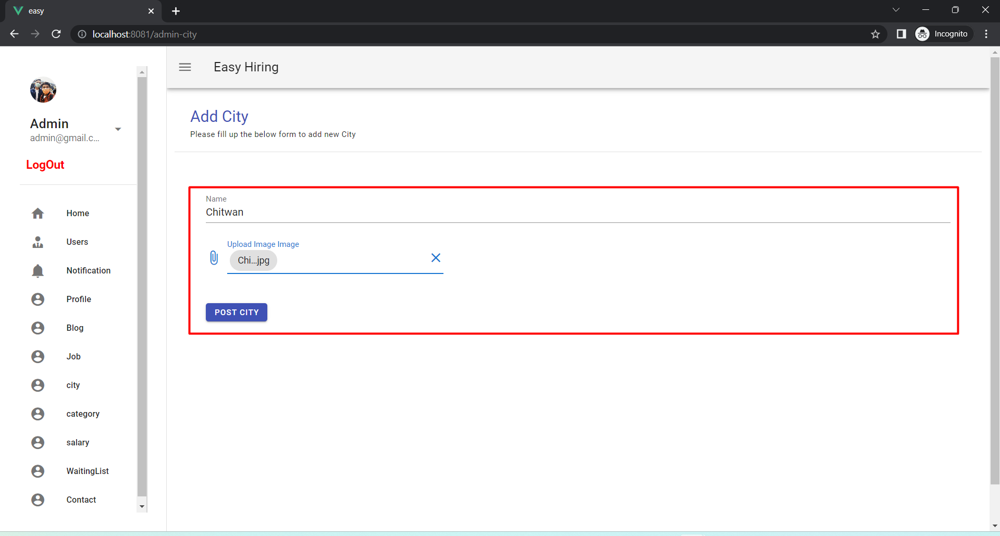 easy
localhost:8081/admin-city
Incognito
Admin
admin@gmail.c...
LogOut
Home
Users
Notification
Profile
Blog
Job
city
category
salary
WaitingList
Contact
Easy Hiring
Add City
Please fill up the below form to add new City
Name
Chitwan
Upload Image Image
Chi...jpg
POST CITY